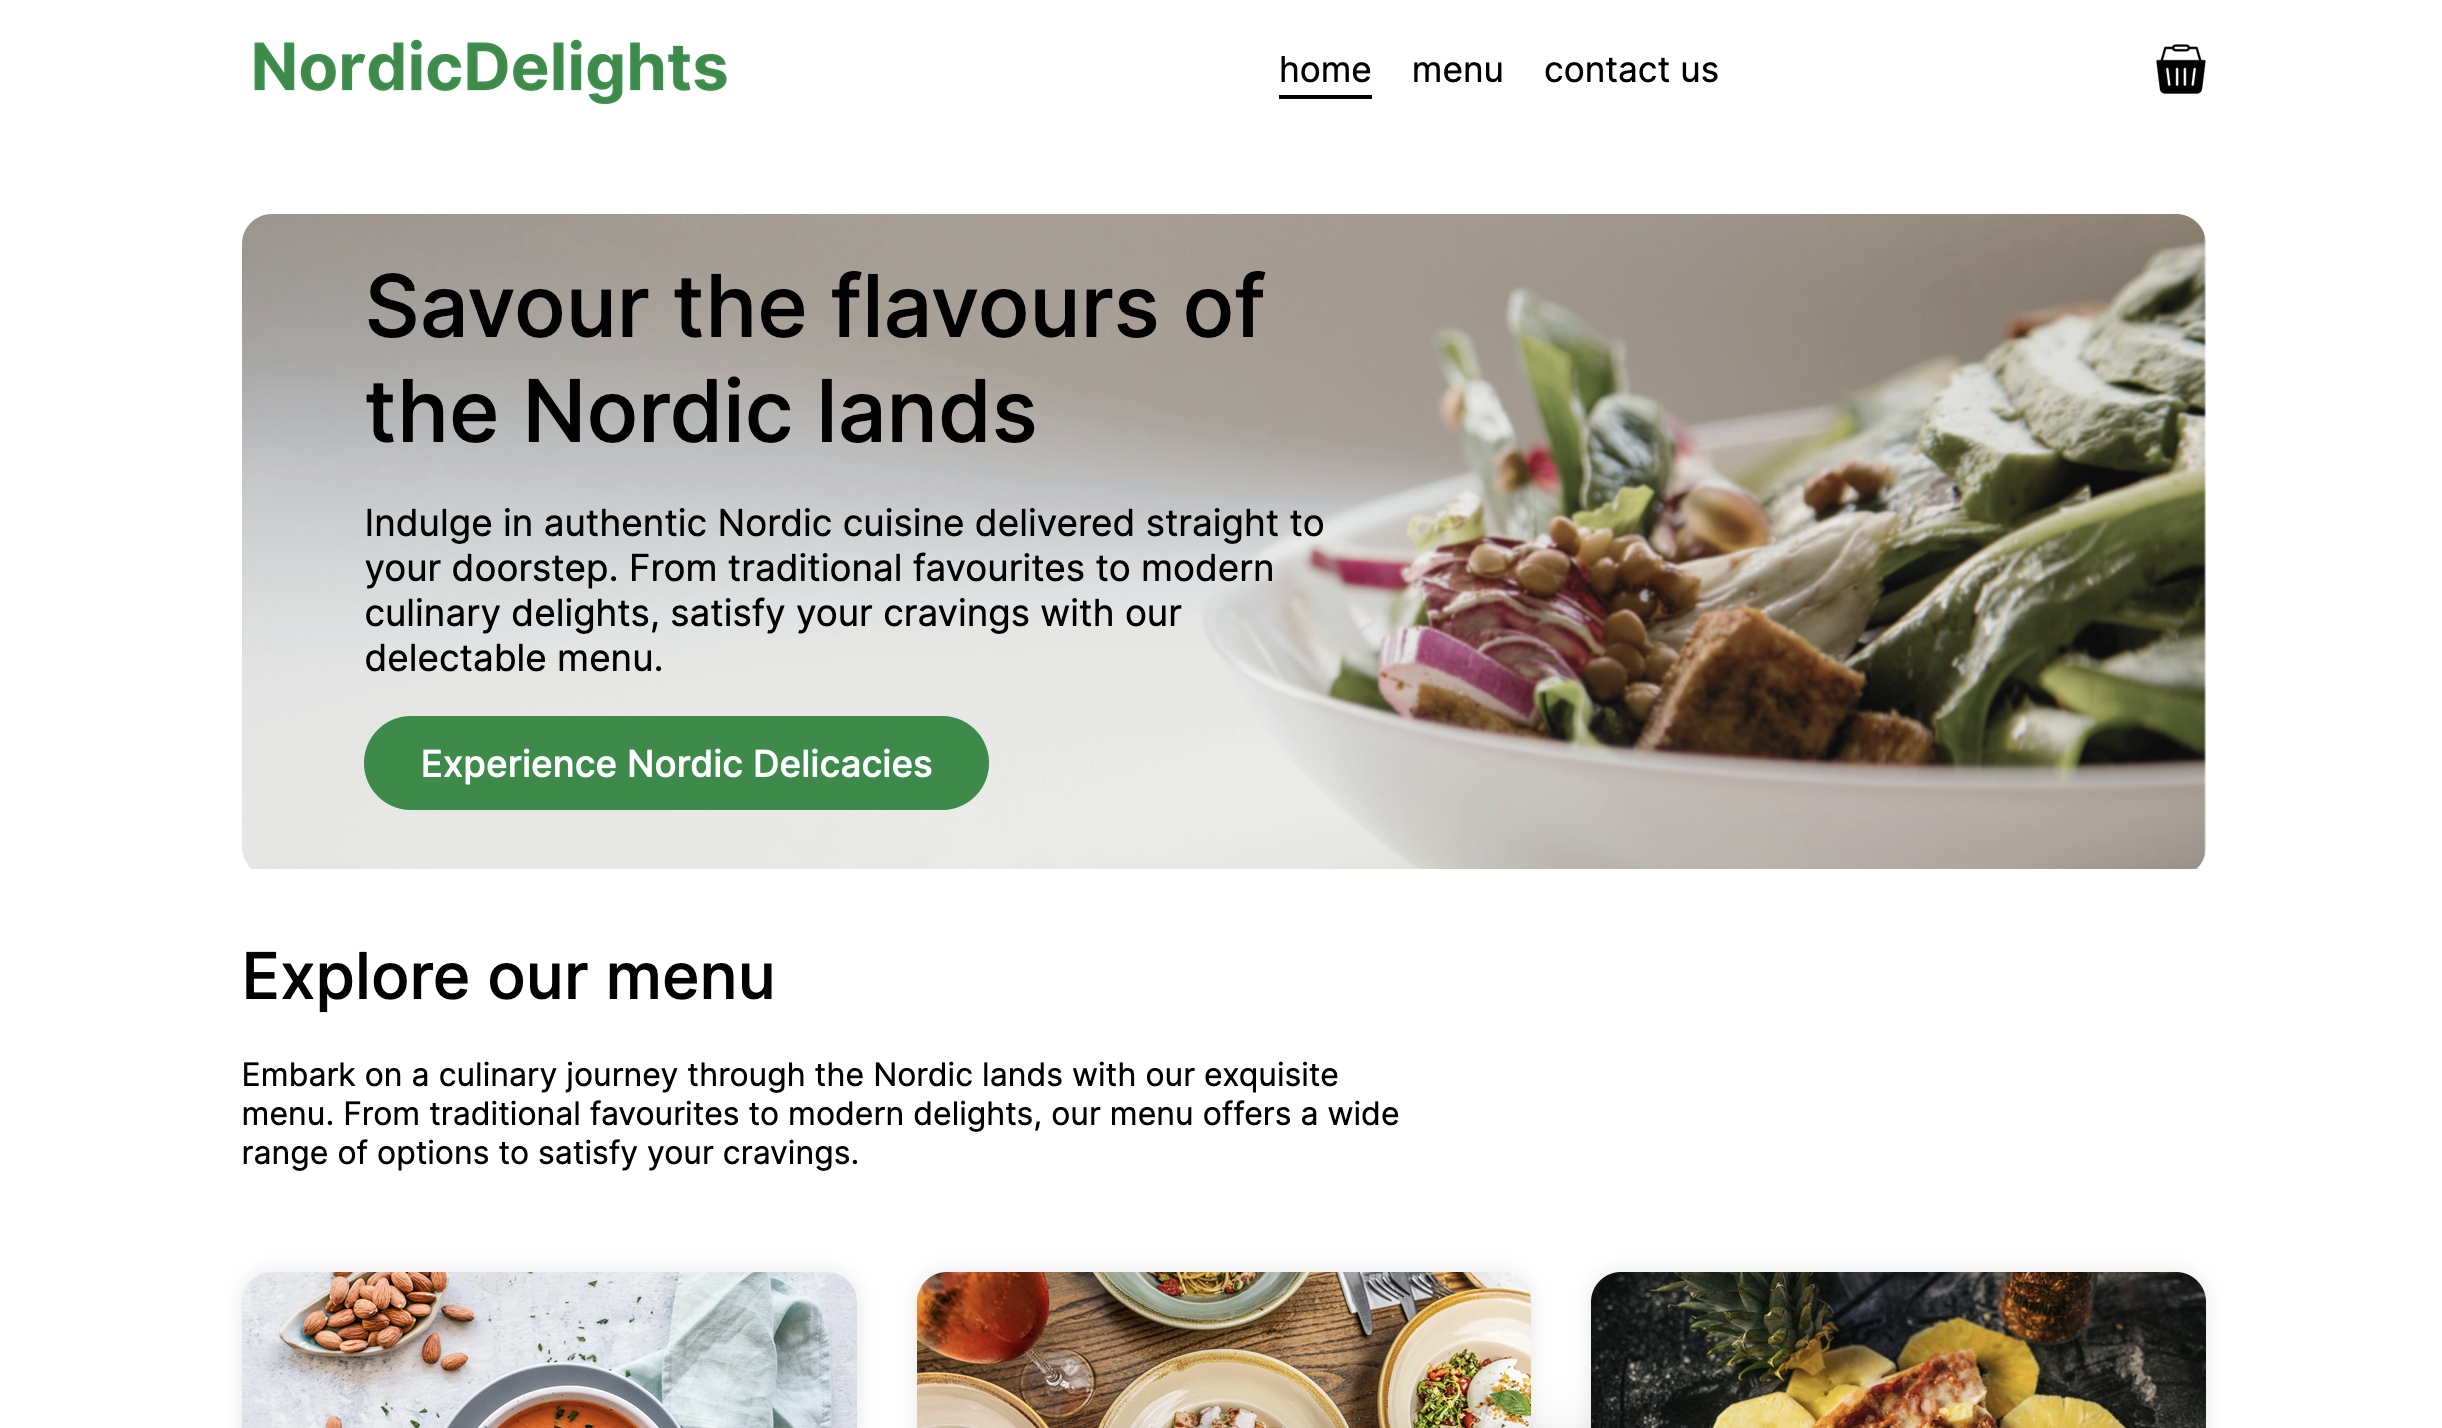 NordicDelights
home menu contact us
Savour the flavours of
the Nordic lands
Indulge in authentic Nordic cuisine delivered straight to
your doorstep. From traditional favourites to modern
culinary delights, satisfy your cravings with our
delectable menu.
Experience Nordic Delicacies
Explore our menu
Embark on a culinary journey through the Nordic lands with our exquisite
menu. From traditional favourites to modern delights, our menu offers a wide
range of options to satisfy your cravings.